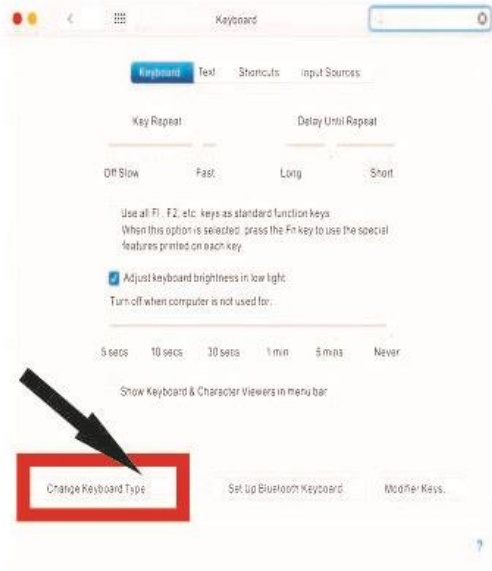 Keyboard
Keyboard Text Shortcuts Input Sources
Key Repeat Delay Until Repeat
Off Slow Fast Long Short
Use all F1, F2, etc. keys as standard function keys
When this option is selected, press the Fn key to use the special
features printed on each key.
Adjust keyboard brightness in low light
Turn off when computer is not used for:
5 secs 10 secs 30 secs 1 min 5 mins Never
Show Keyboard & Character Viewers in menu bar
Change Keyboard Type Set Up Bluetooth Keyboard Modifier Keys...
?